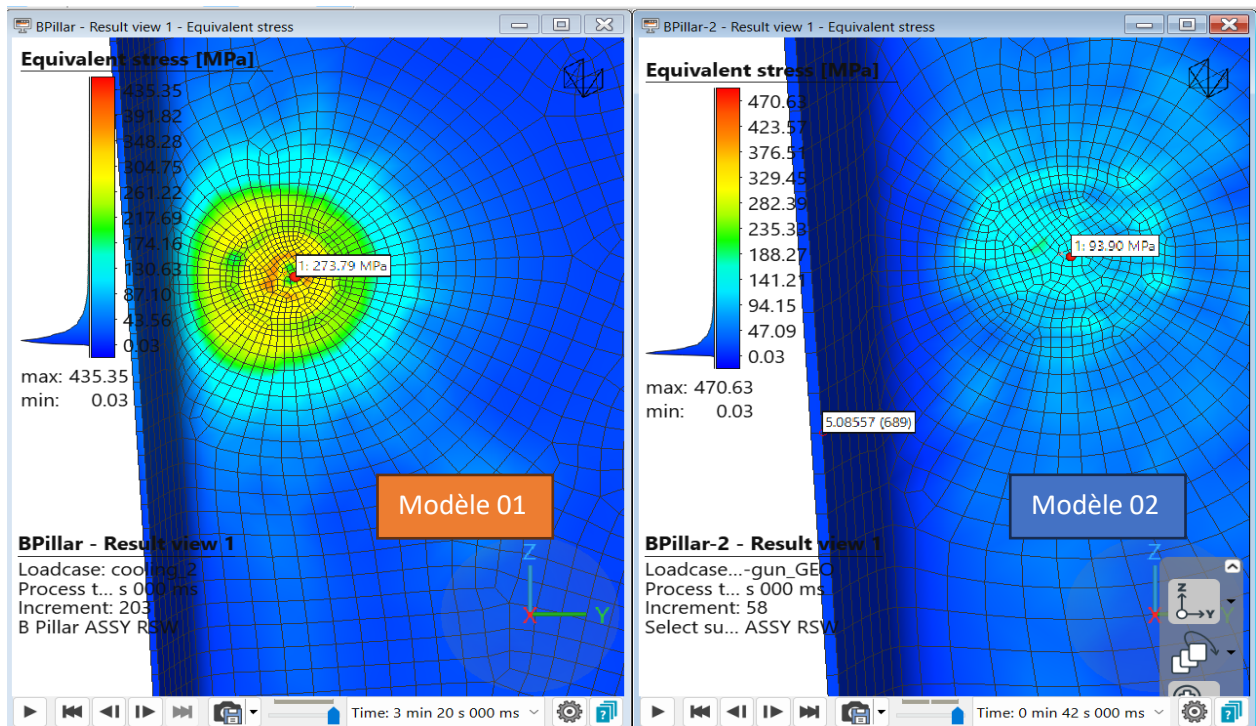 BPillar - Result view 1 - Equivalent stress
Equivalent stress [MPa]
435.35
391.82
348.28
304.75
261.22
217.69
174.16
130.63
87.10
43.56
0.03
max: 435.35
min: 0.03
1: 273.79 MPa
Modèle 01
BPillar - Result view 1
Loadcase: cooling_2
Process t... s 000 ms
Increment: 203
B Pillar ASSY RSW
Z
X
Y
Time: 3 min 20 s 000 ms
BPillar-2 - Result view 1 - Equivalent stress
Equivalent stress [MPa]
470.63
423.57
376.51
329.45
282.39
235.33
188.27
141.21
94.15
47.09
0.03
max: 470.63
min: 0.03
1: 93.90 MPa
5.08557 (689)
Modèle 02
BPillar-2 - Result view 1
Loadcase...-gun_GEO
Process t... s 000 ms
Increment: 58
Select su... ASSY RSW
Z
X
Z
Y
Time: 0 min 42 s 000 ms